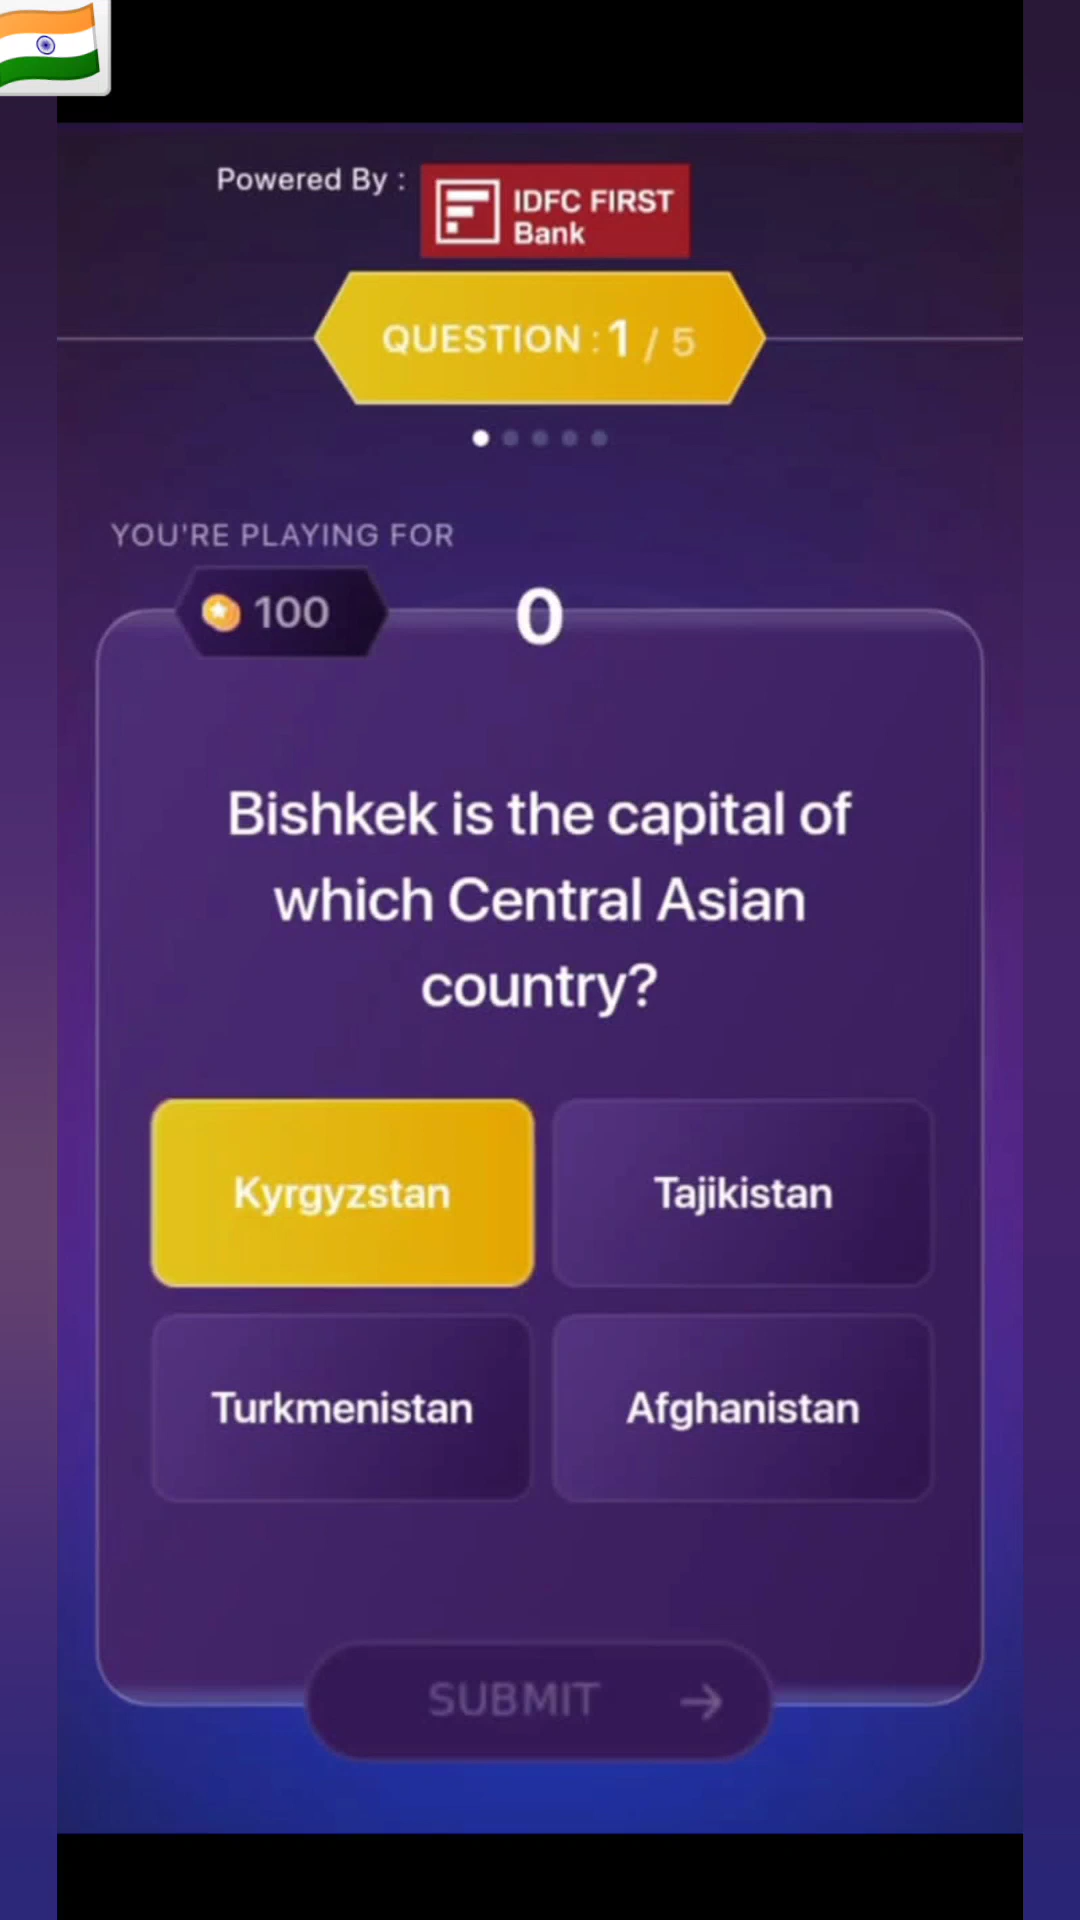 Powered By :
IDFC FIRST
Bank
QUESTION : 1 / 5
YOU'RE PLAYING FOR
100
0
Bishkek is the capital of
which Central Asian
country?
Kyrgyzstan
Tajikistan
Turkmenistan
Afghanistan
SUBMIT →